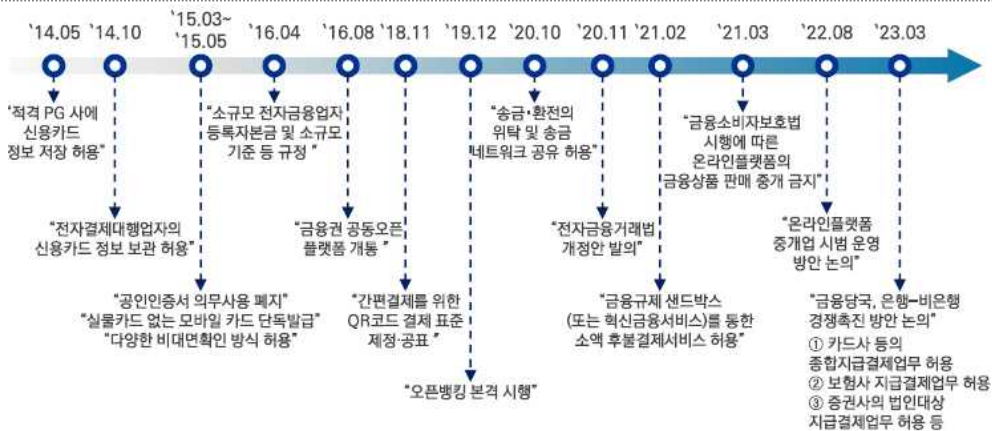 ‵14.05
‵14.10
‵15.03~
‵15.05
‵16.04
‵16.08
‵18.11
‵19.12
‵20.10
‵20.11
‵21.02
‵21.03
‵22.08
‵23.03
“적격 PG 사에
신용카드
정보 저장 허용”
“전자결제대행업자의
신용카드 정보 보관 허용”
“공인인증서 의무사용 폐지”
“실물카드 없는 모바일 카드 단독발급”
“다양한 비대면확인 방식 허용”
“소규모 전자금융업자
등록자본금 및 소규모
기준 등 규정 ”
“금융권 공동오픈
플랫폼 개통 ”
“간편결제를 위한
QR코드 결제 표준
제정·공표 ”
“오픈뱅킹 본격 시행”
“송금·환전의
위탁 및 송금
네트워크 공유 허용”
“전자금융거래법
개정안 발의”
“금융규제 샌드박스
(또는 혁신금융서비스)를 통한
소액 후불결제서비스 허용”
“금융소비자보호법
시행에 따른
온라인플랫폼의
금융상품 판매 중개 금지”
“온라인플랫폼
중개업 시범 운영
방안 논의”
“금융당국, 은행-비은행
경쟁촉진 방안 논의”
① 카드사 등의
종합지급결제업무 허용
② 보험사 지급결제업무 허용
③ 증권사의 법인대상
지급결제업무 허용 등